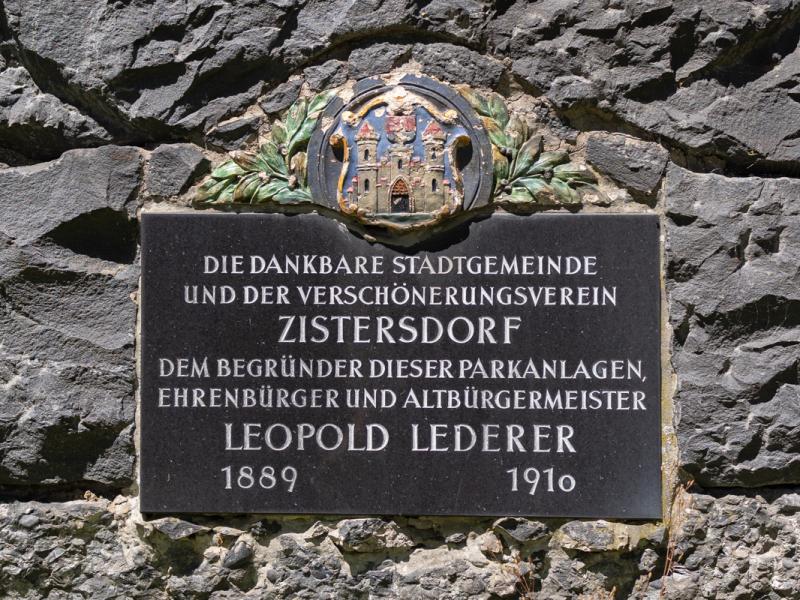 DIE DANKBARE STADTGEMEINDE
UND DER VERSCHÖNERUNGSVEREIN
ZISTERSDORF
DEM BEGRÜNDER DIESER PARKANLAGEN,
EHRENBÜRGER UND ALTBÜRGERMEISTER
LEOPOLD LEDERER
1889 1910